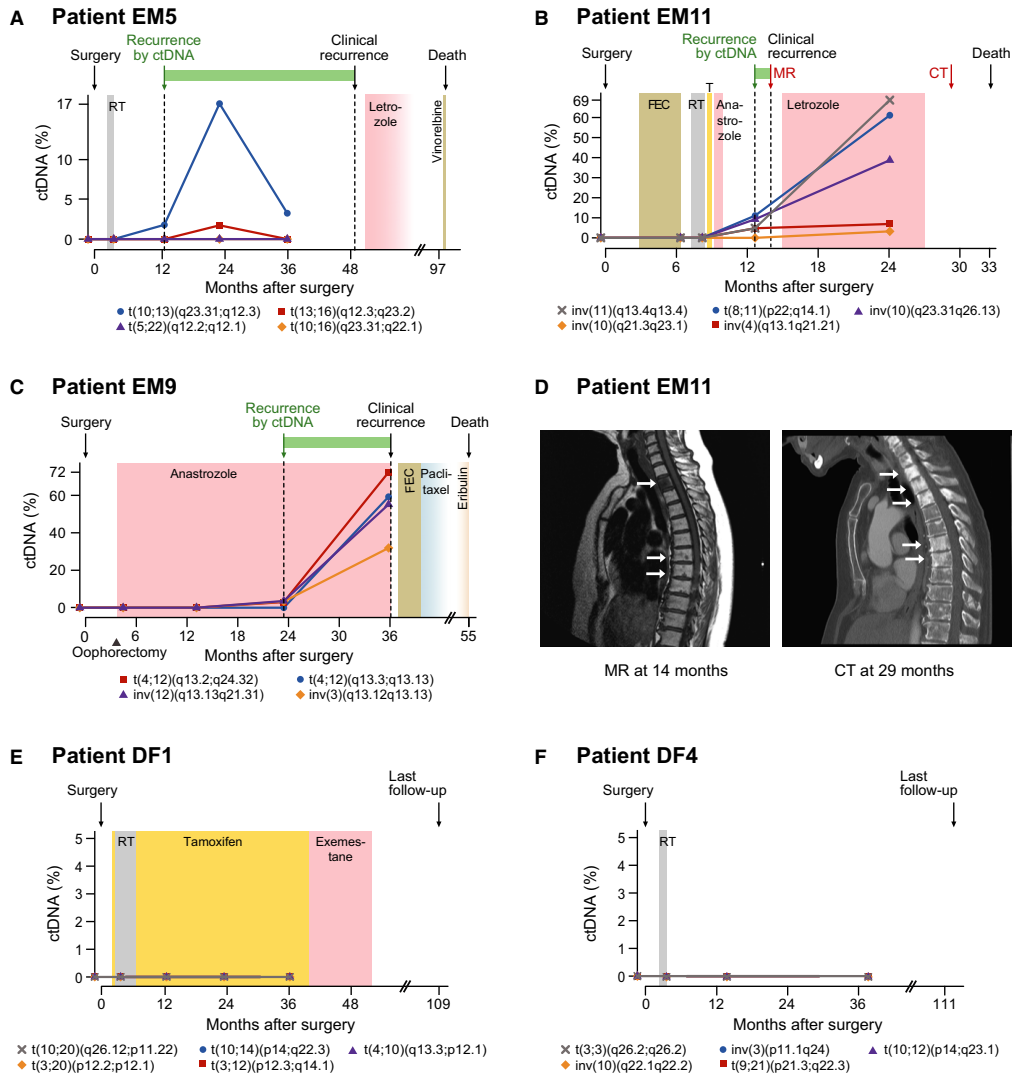 A Patient EM5
Surgery
Recurrence
by ctDNA
Clinical
recurrence
Death
RT
Letro-
zole
Vinorelbine
ctDNA (%)
17
10
5
0
0 12 24 36 48 97
Months after surgery
t(10;13)(q23.31;q12.3) t(13;16)(q12.3;q23.2)
t(5;22)(q12.2;q12.1) t(10;16)(q23.31;q22.1)
B Patient EM11
Surgery
Recurrence
by ctDNA
Clinical
recurrence
MR
CT
Death
FEC
RT
T
Ana-
stro-
zole
Letrozole
ctDNA (%)
69
60
50
40
30
20
10
0
0 6 12 18 24 30 33
Months after surgery
inv(11)(q13.4q13.4) t(8;11)(p22;q14.1) inv(10)(q23.31q26.13)
inv(10)(q21.3q23.1) inv(4)(q13.1q21.21)
C Patient EM9
Surgery
Recurrence
by ctDNA
Clinical
recurrence
Death
Anastrozole
FEC
Pacli-
taxel
Eribulin
ctDNA (%)
72
60
40
20
0
0 6 12 18 24 30 36 55
Oophorectomy
Months after surgery
t(4;12)(q13.2;q24.32) t(4;12)(q13.3;q13.13)
inv(12)(q13.13q21.31) inv(3)(q13.12q13.13)
D Patient EM11
MR at 14 months CT at 29 months
E Patient DF1
Surgery
Last
follow-up
RT
Tamoxifen
Exemes-
tane
ctDNA (%)
5
4
3
2
1
0
0 12 24 36 48 109
Months after surgery
t(10;20)(q26.12;p11.22) t(10;14)(p14;q22.3) t(4;10)(q13.3;p12.1)
t(3;20)(p12.2;p12.1) t(3;12)(p12.3;q14.1)
F Patient DF4
Surgery
Last
follow-up
RT
ctDNA (%)
5
4
3
2
1
0
0 12 24 36 111
Months after surgery
t(3;3)(q26.2;q26.2) inv(3)(p11.1q24) t(10;12)(p14;q23.1)
inv(10)(q22.1q22.2) t(9;21)(p21.3;q22.3)